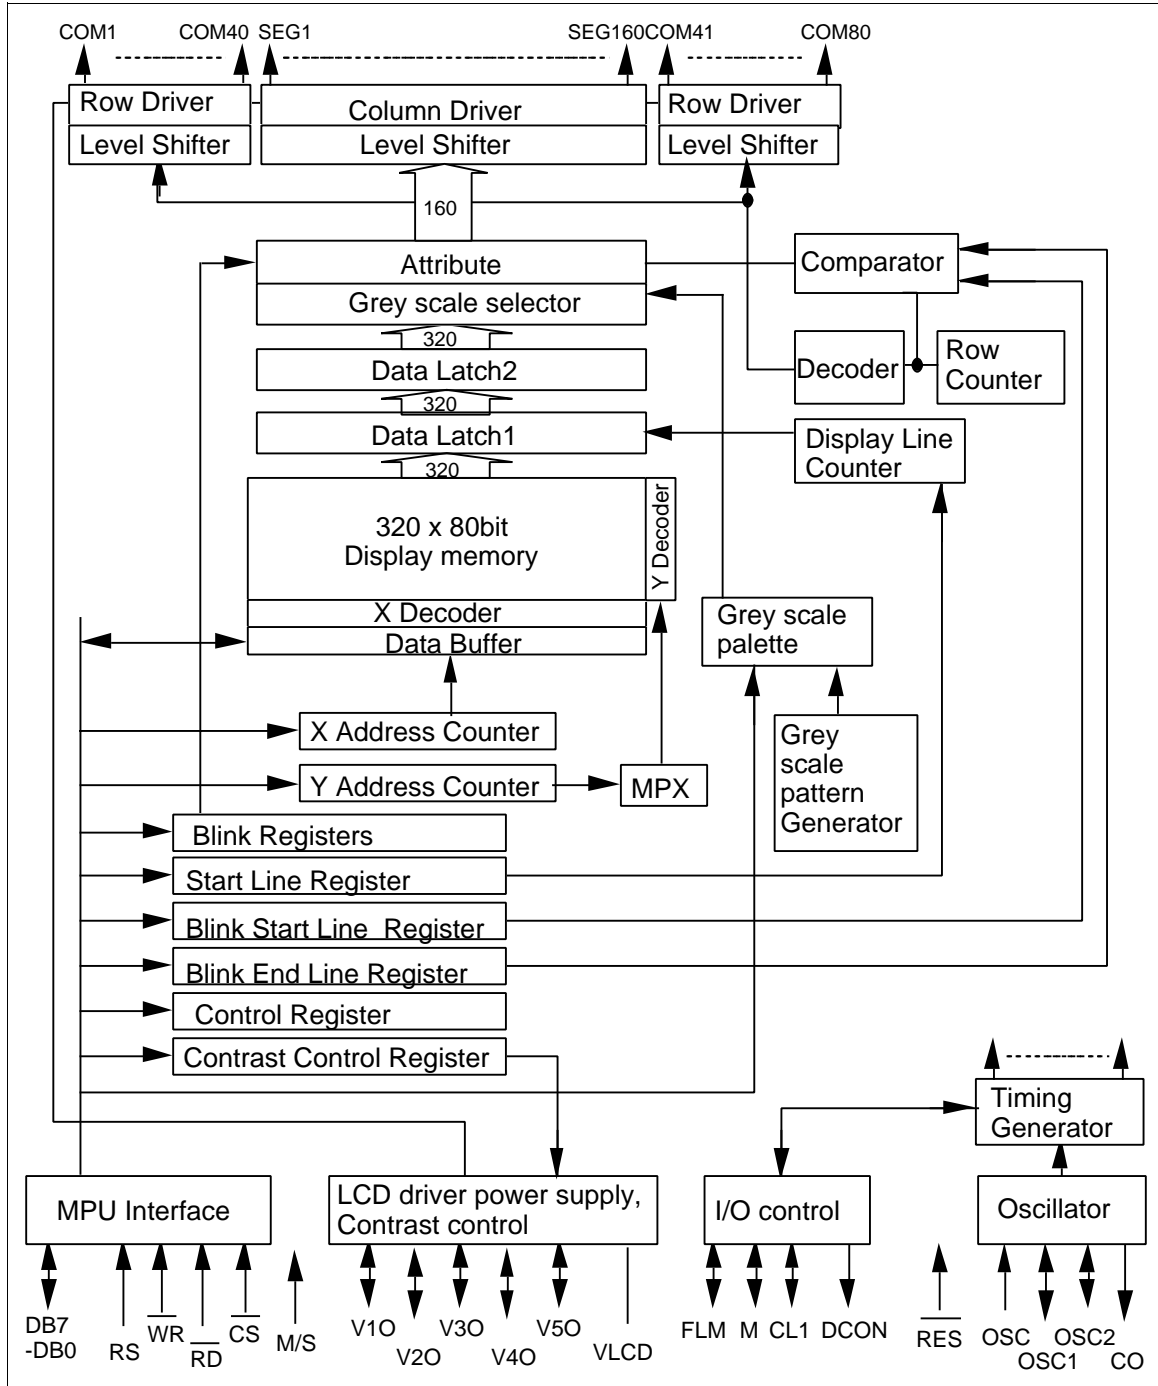 COM1 COM40 SEG1 SEG160COM41 COM80
Row Driver Column Driver Row Driver
Level Shifter Level Shifter Level Shifter
160
Attribute
Comparator
Grey scale selector
320
Data Latch2
Decoder
Row
Counter
320
Data Latch1
Display Line
Counter
320
320 x 80bit
Display memory
Y Decoder
X Decoder
Data Buffer
Grey scale
palette
X Address Counter
Y Address Counter
MPX
Grey
scale
pattern
Generator
Blink Registers
Start Line Register
Blink Start Line Register
Blink End Line Register
Control Register
Contrast Control Register
Timing
Generator
MPU Interface
LCD driver power supply,
Contrast control
I/O control
Oscillator
DB7
-DB0
RS
WR
RD
CS
M/S
V1O
V2O
V3O
V4O
V5O
VLCD
FLM
M
CL1
DCON
RES
OSC
OSC1
OSC2
CO